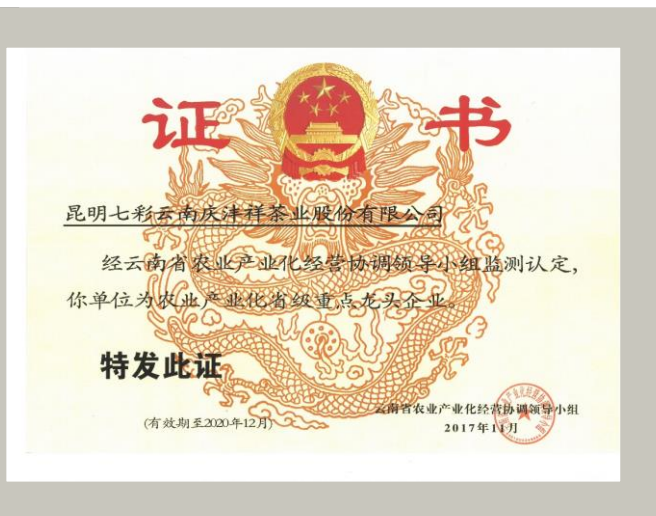 证 书
昆明七彩云南庆沣祥茶业股份有限公司
经云南省农业产业化经营协调领导小组监测认定,
你单位为农业产业化省级重点龙头企业。
特发此证
云南省农业产业化经营协调领导小组
(有效期至2020年12月)
2017年11月